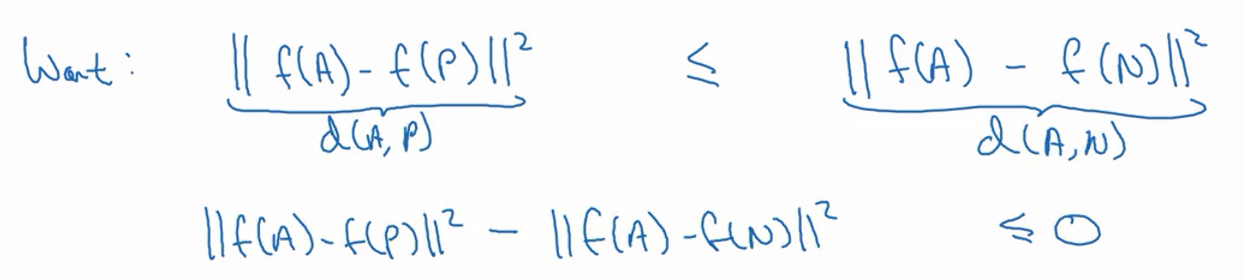 Want: || f(A) - f(P) ||² ≤ || f(A) - f(N) ||²
d(A, P) d(A, N)
|| f(A) - f(P) ||² - || f(A) - f(N) ||² ≤ 0